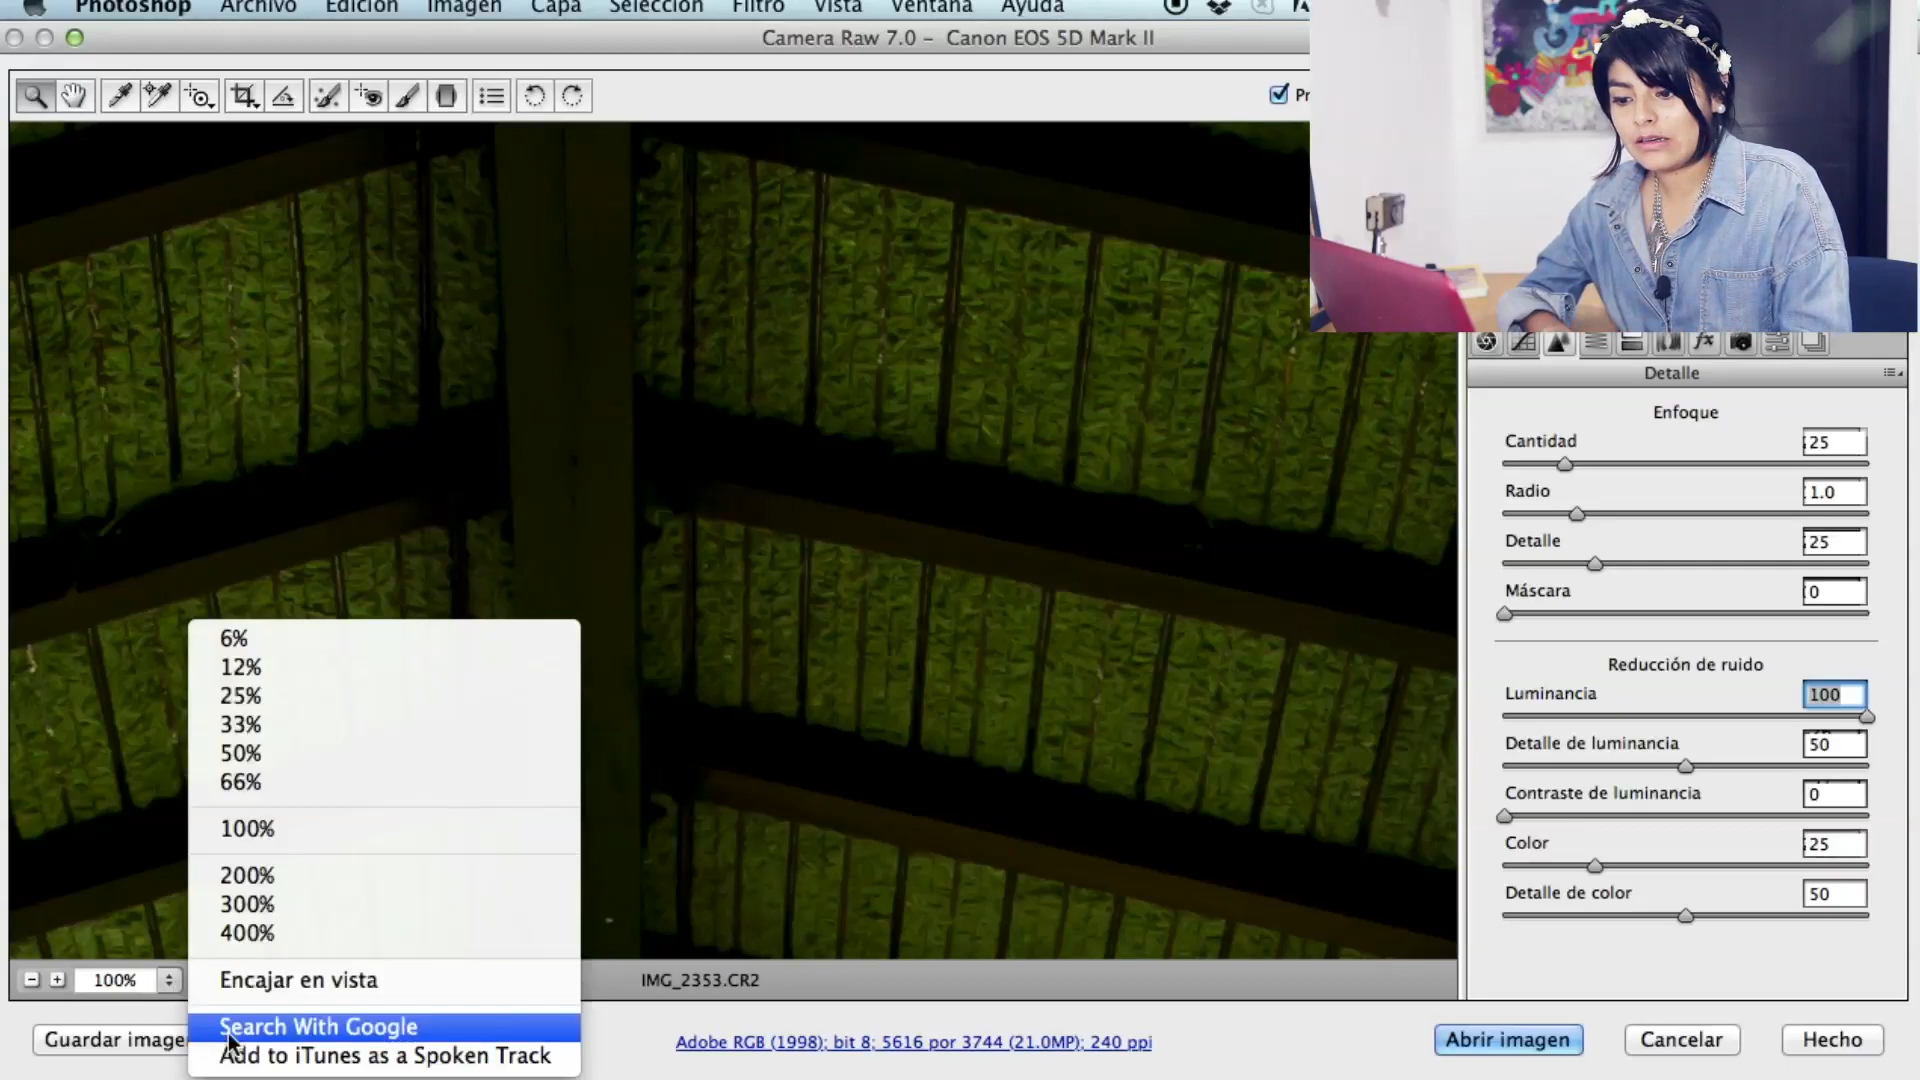 Photoshop Archivo Edición Imagen Capa Selección Filtro Vista Ventana Ayuda
Camera Raw 7.0 - Canon EOS 5D Mark II
Detalle
Enfoque
Cantidad 25
Radio 1.0
Detalle 25
Máscara 0
Reducción de ruido
Luminancia 100
Detalle de luminancia 50
Contraste de luminancia 0
Color 25
Detalle de color 50
6%
12%
25%
33%
50%
66%
100%
200%
300%
400%
Encajar en vista
Search With Google
Add to iTunes as a Spoken Track
100%
IMG_2353.CR2
Guardar image
Adobe RGB (1998); bit 8; 5616 por 3744 (21.0MP); 240 ppi
Abrir imagen Cancelar Hecho